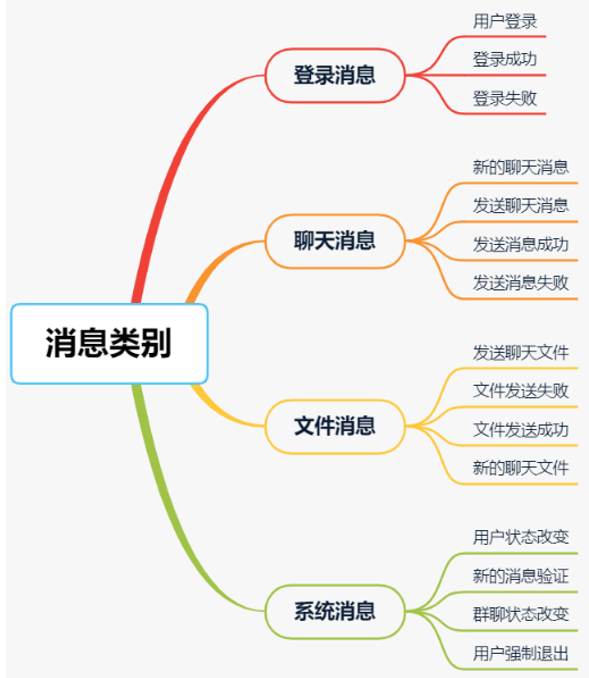 消息类别
登录消息
用户登录
登录成功
登录失败
聊天消息
新的聊天消息
发送聊天消息
发送消息成功
发送消息失败
文件消息
发送聊天文件
文件发送失败
文件发送成功
新的聊天文件
系统消息
用户状态改变
新的消息验证
群聊状态改变
用户强制退出